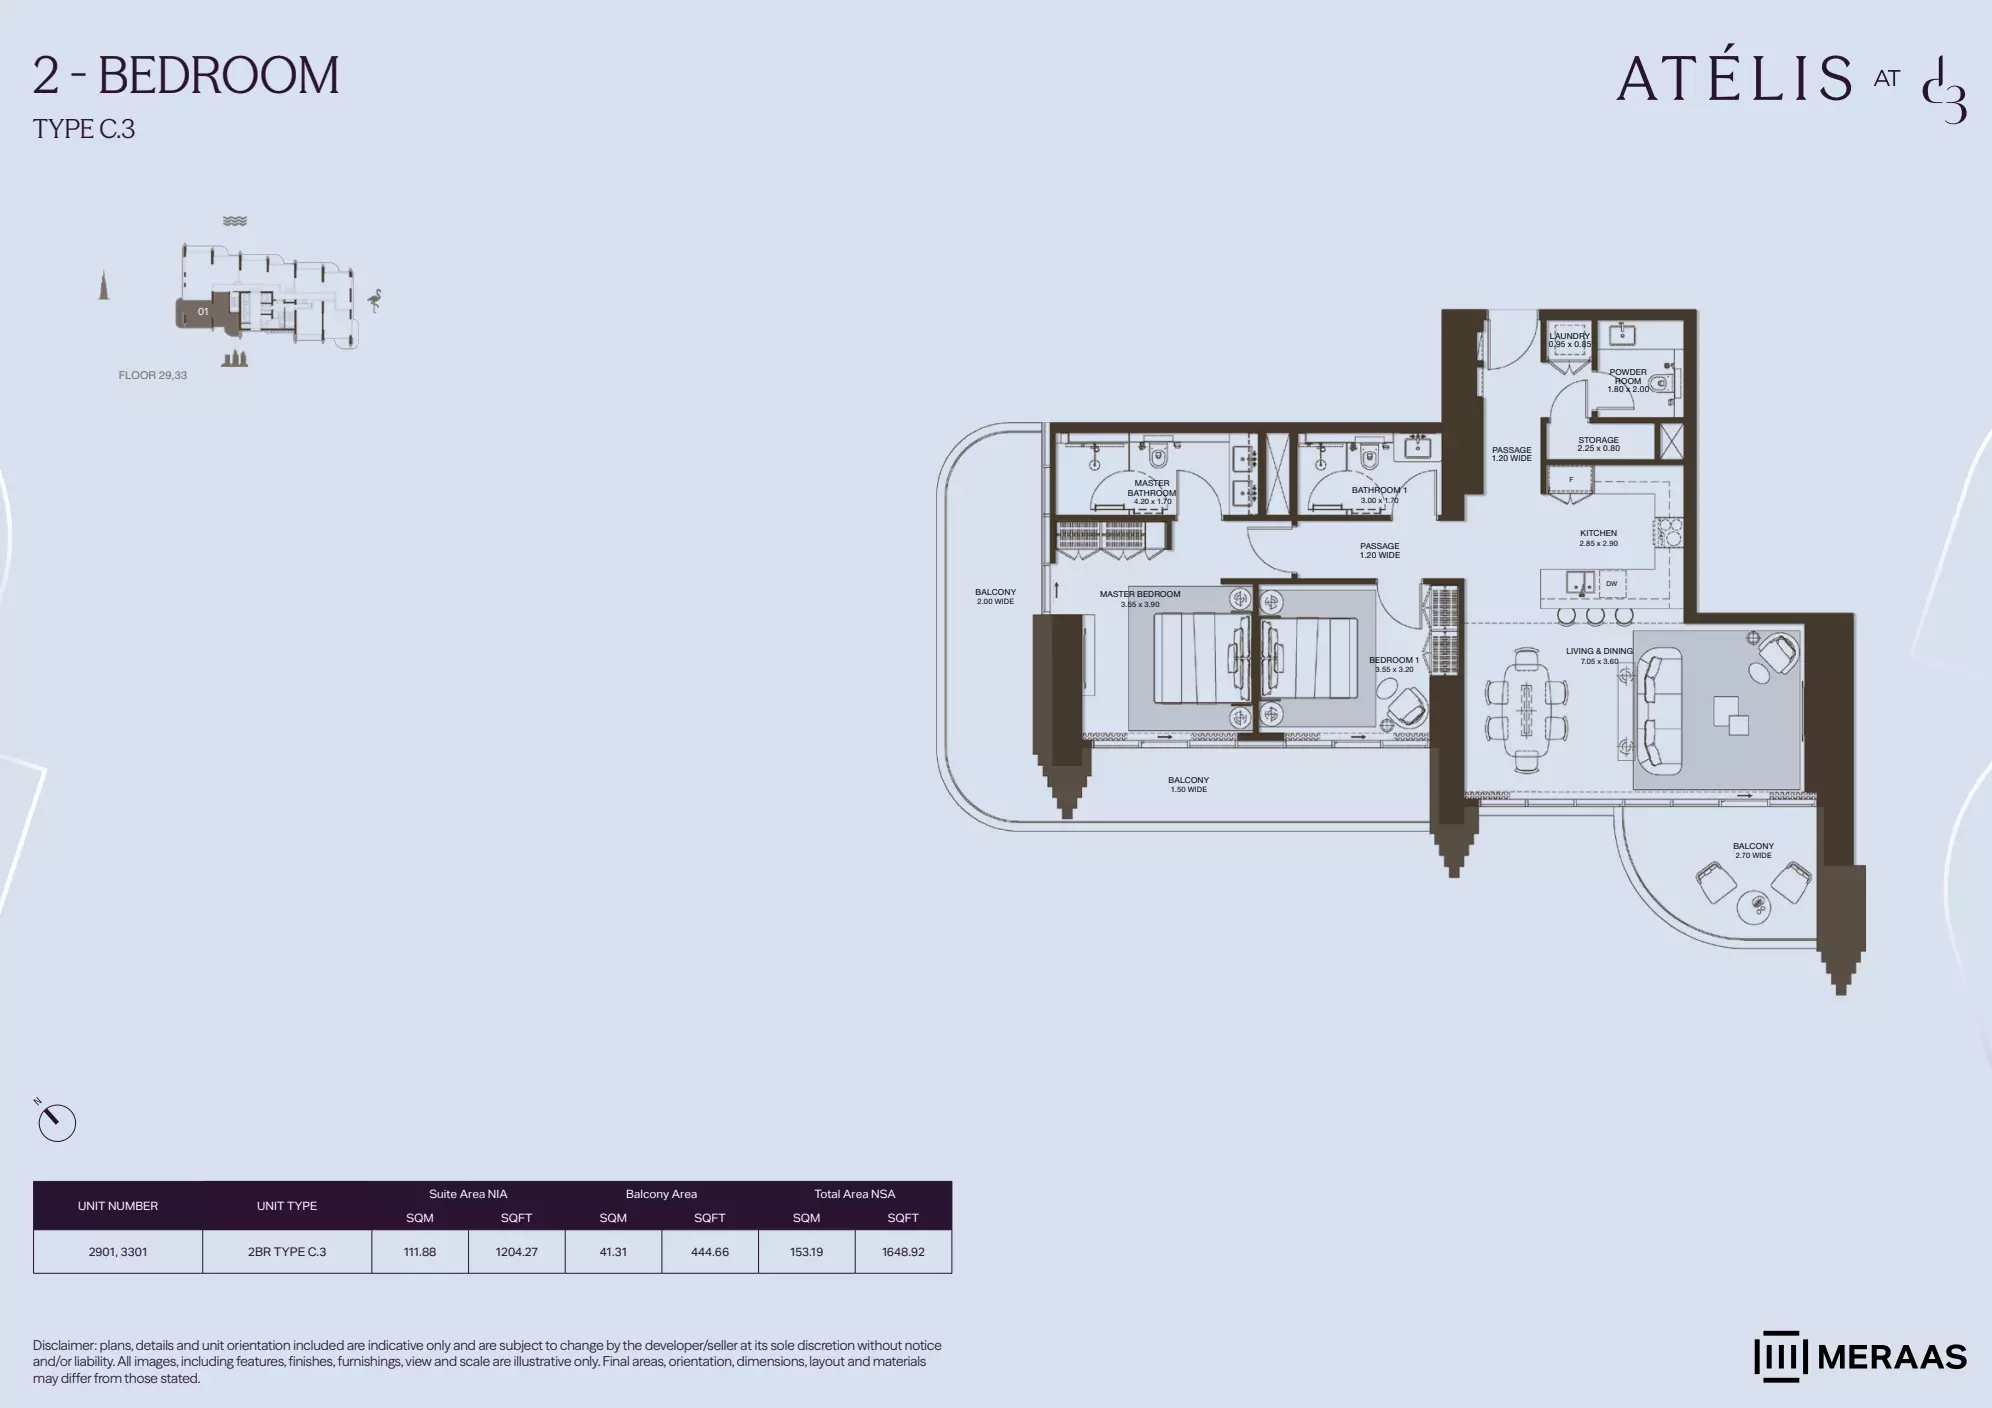 2 - BEDROOM
TYPE C.3
ATÉLIS AT d3
01
FLOOR 29,33
LAUNDRY
0.95 x 0.85
POWDER
ROOM
1.80 x 2.00
STORAGE
2.25 x 0.80
PASSAGE
1.20 WIDE
F
MASTER
BATHROOM
4.20 x 1.70
BATHROOM 1
3.00 x 1.70
KITCHEN
2.85 x 2.90
PASSAGE
1.20 WIDE
DW
BALCONY
2.00 WIDE
MASTER BEDROOM
3.55 x 3.90
BEDROOM 1
3.55 x 3.20
LIVING & DINING
7.05 x 3.60
BALCONY
1.50 WIDE
BALCONY
2.70 WIDE
N
UNIT NUMBER UNIT TYPE Suite Area NIA Balcony Area Total Area NSA
SQM SQFT SQM SQFT SQM SQFT
2901, 3301 2BR TYPE C.3 111.88 1204.27 41.31 444.66 153.19 1648.92
Disclaimer: plans, details and unit orientation included are indicative only and are subject to change by the developer/seller at its sole discretion without notice
and/or liability. All images, including features, finishes, furnishings, view and scale are illustrative only. Final areas, orientation, dimensions, layout and materials
may differ from those stated.
MERAAS